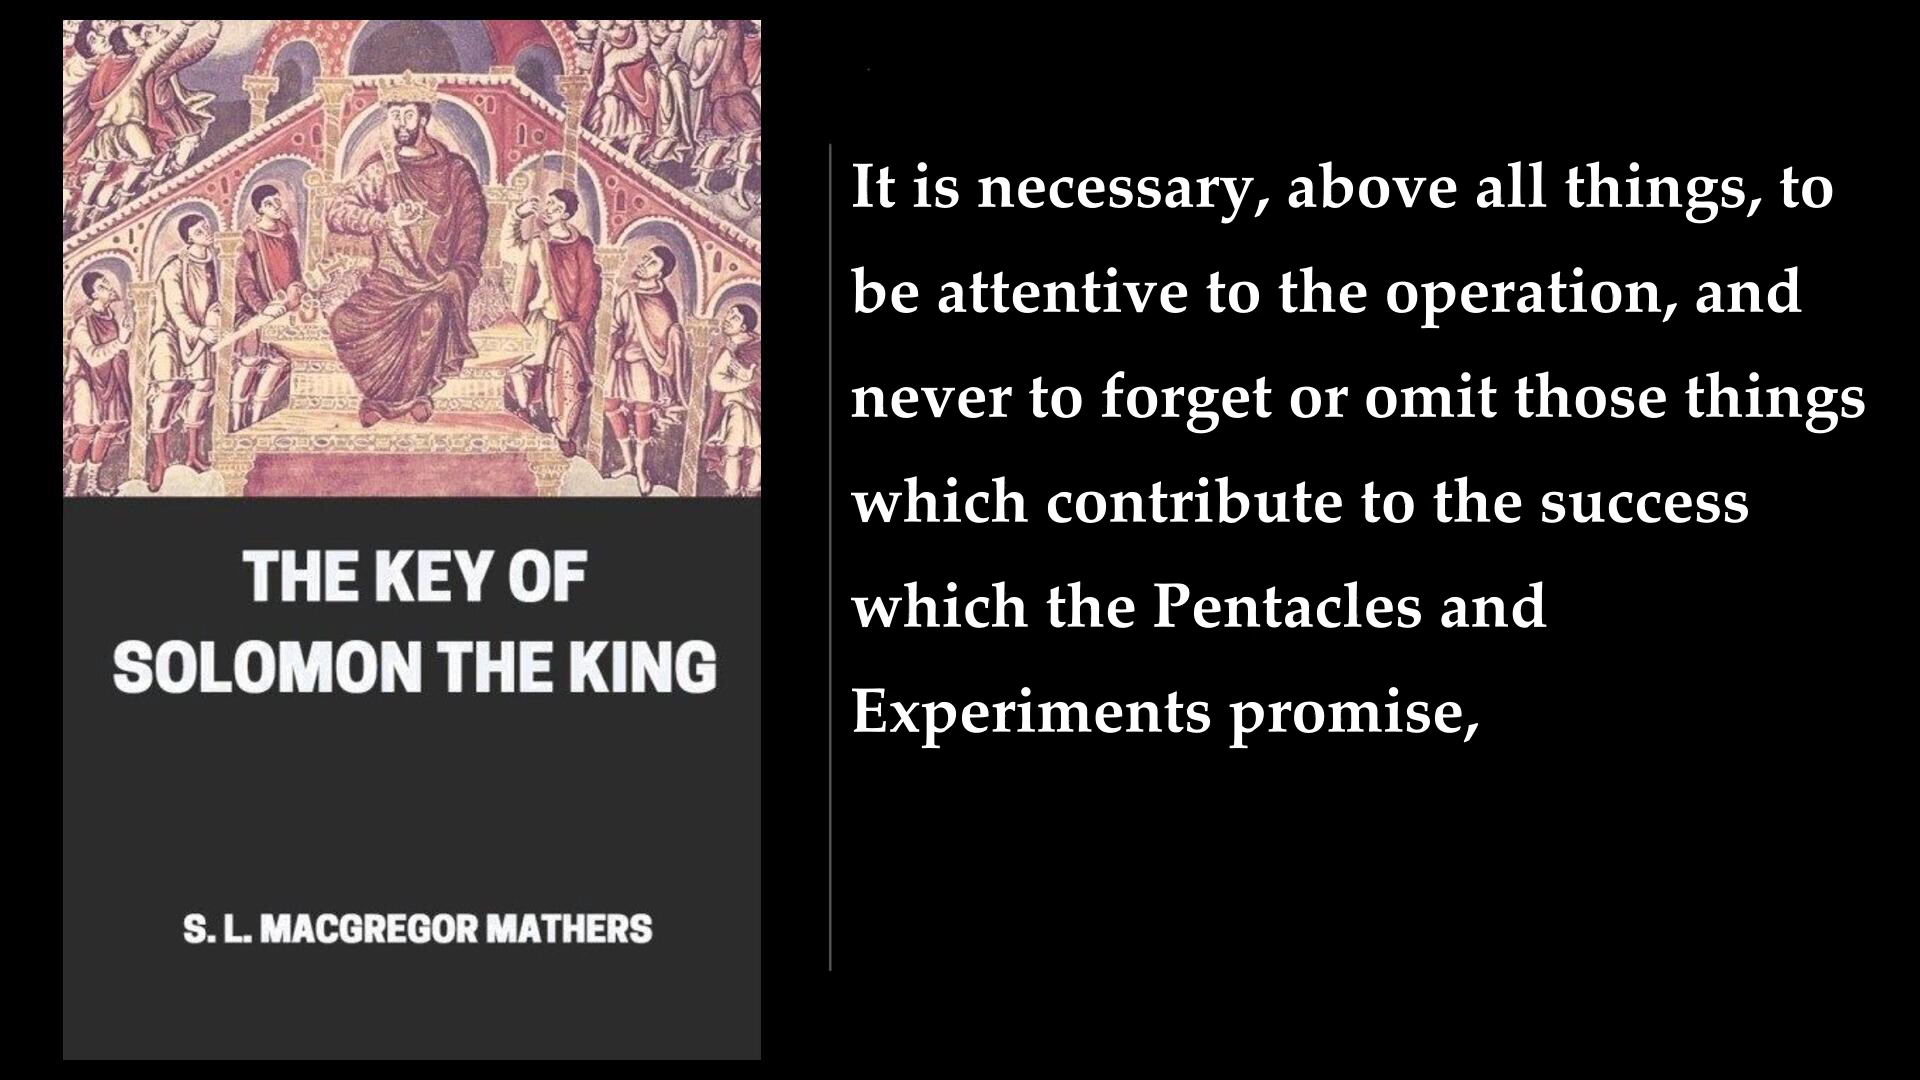 THE KEY OF
SOLOMON THE KING
S. L. MACGREGOR MATHERS
It is necessary, above all things, to
be attentive to the operation, and
never to forget or omit those things
which contribute to the success
which the Pentacles and
Experiments promise,